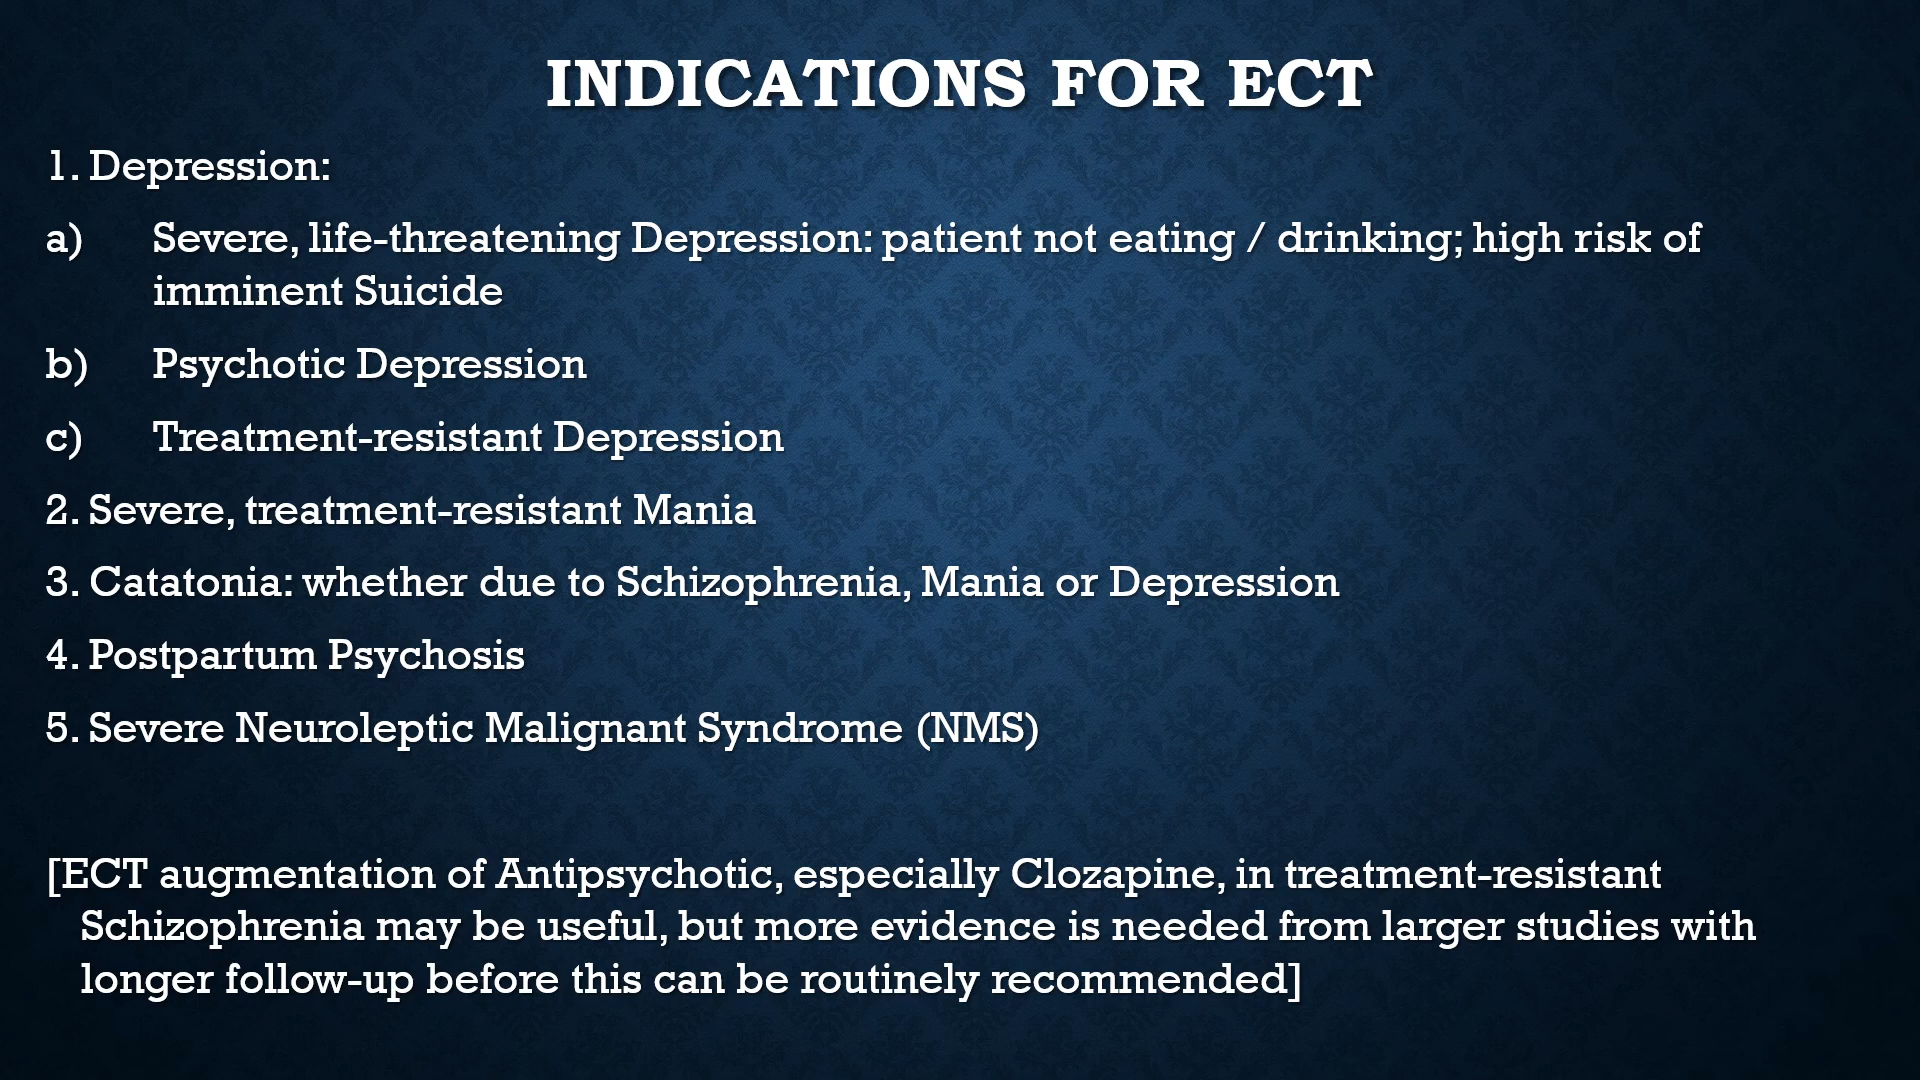 INDICATIONS FOR ECT
1. Depression:
a) Severe, life-threatening Depression: patient not eating / drinking; high risk of
imminent Suicide
b) Psychotic Depression
c) Treatment-resistant Depression
2. Severe, treatment-resistant Mania
3. Catatonia: whether due to Schizophrenia, Mania or Depression
4. Postpartum Psychosis
5. Severe Neuroleptic Malignant Syndrome (NMS)
[ECT augmentation of Antipsychotic, especially Clozapine, in treatment-resistant
Schizophrenia may be useful, but more evidence is needed from larger studies with
longer follow-up before this can be routinely recommended]